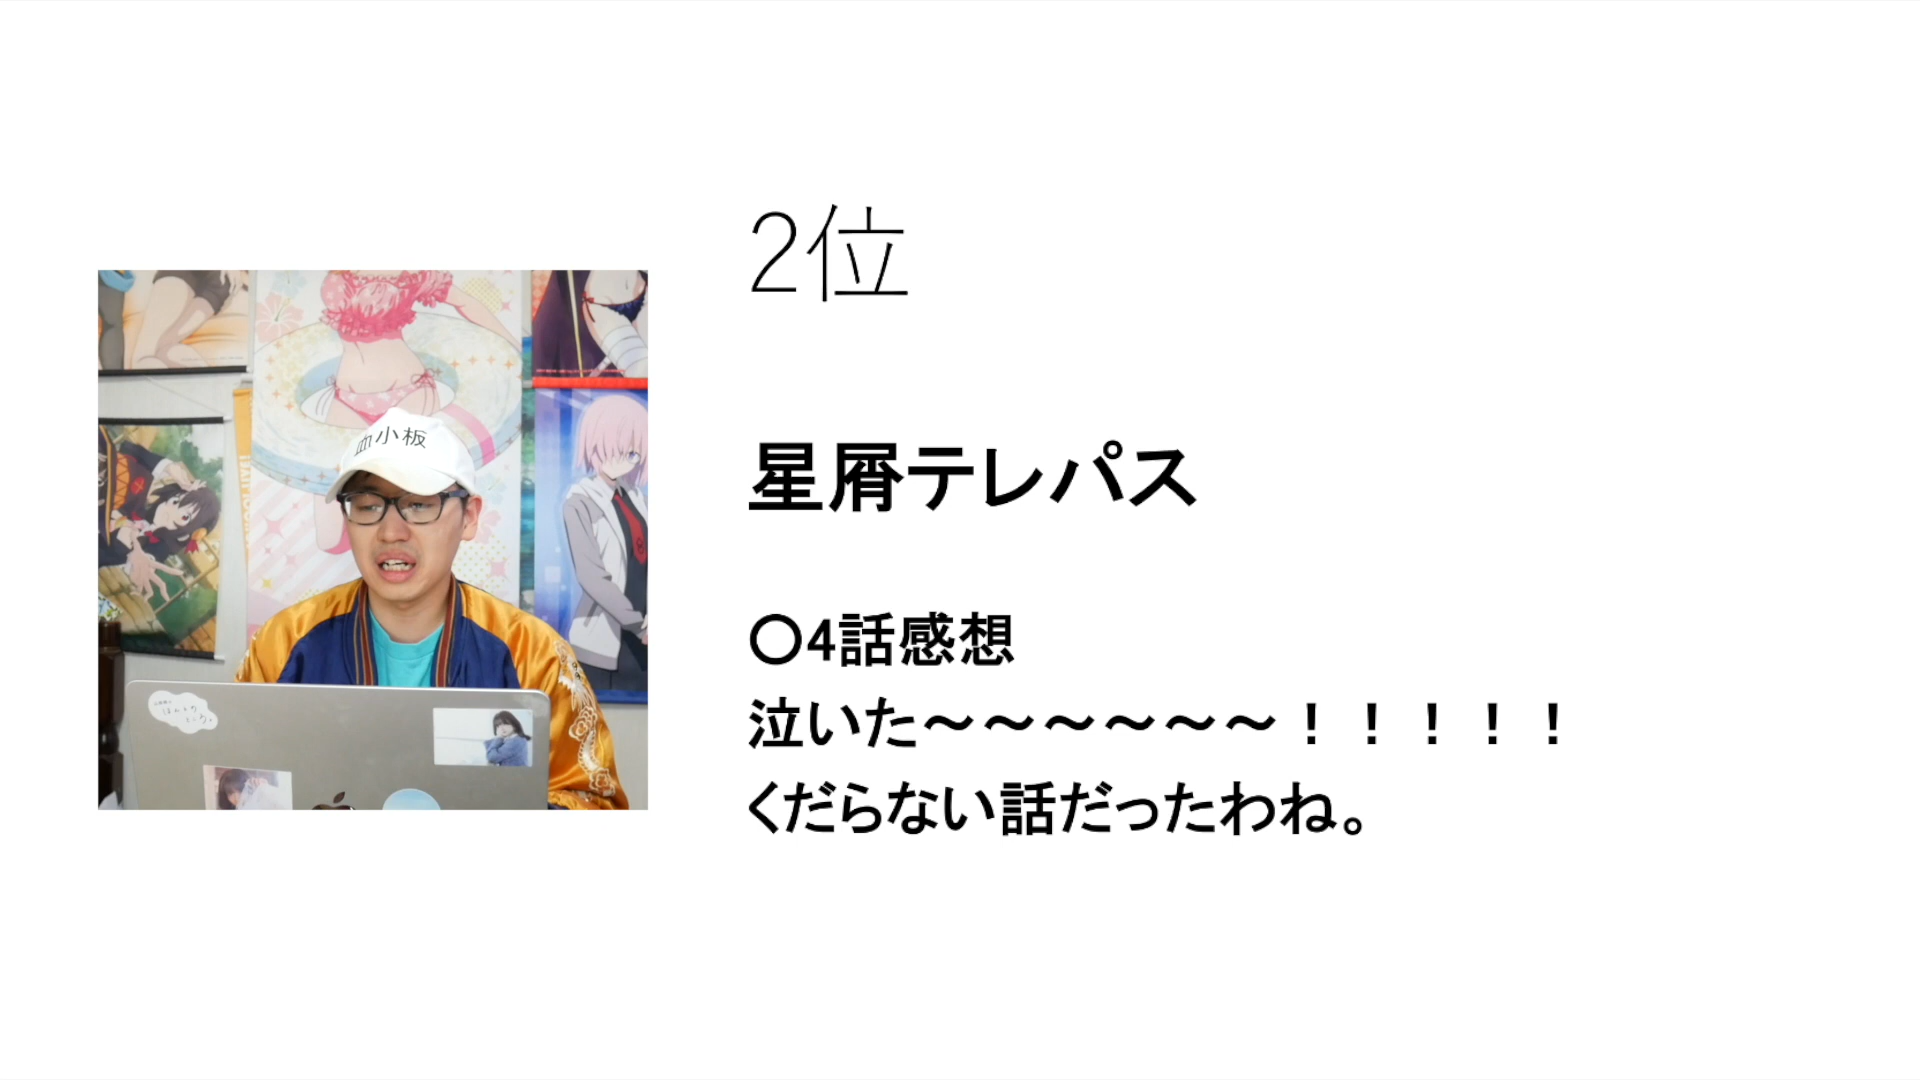 2位
星屑テレパス
〇4話感想
泣いた～～～～～～！！！！！
くだらない話だったわね。
血小板